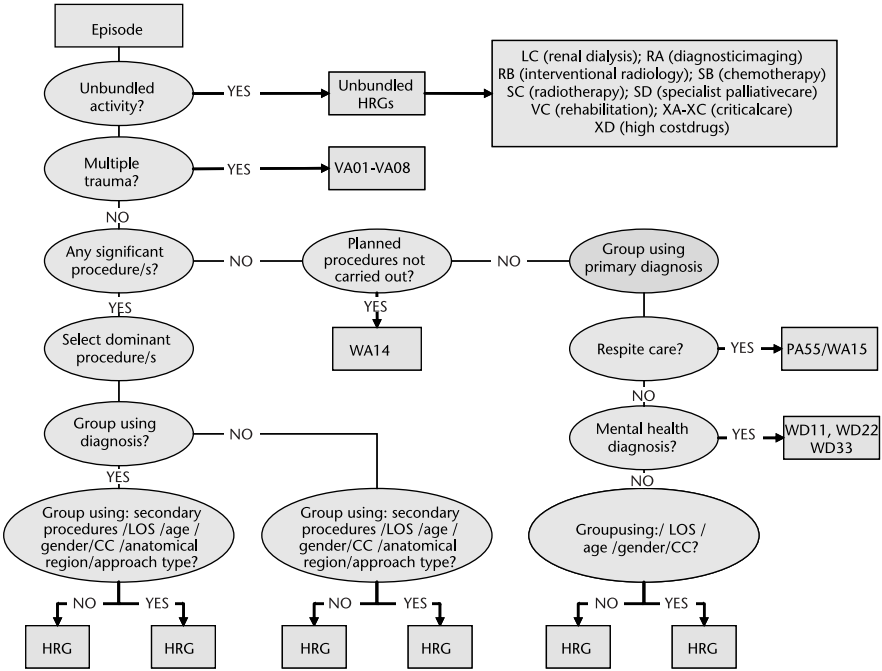 Episode
Unbundled
activity?
YES
Unbundled
HRGs
LC (renal dialysis); RA (diagnosticimaging)
RB (interventional radiology; SB (chemotherapy)
SC (radiotherapy); SD (specialist palliativecare)
VC (rehabilitation); XA-XC (criticalcare)
XD (high costdrugs)
Multiple
trauma?
YES
VA01-VA08
NO
Any significant
procedure/s?
NO
Planned
procedures not
carried out?
NO
Group using
primary diagnosis
YES
YES
Select dominant
procedure/s
WA14
Respite care?
YES
PA55/WA15
NO
Group using
diagnosis?
NO
Mental health
diagnosis?
YES
WD11, WD22
WD33
YES
NO
Group using: secondary
procedures /LOS /age /
gender/CC /anatomical
region/approach type?
Group using: secondary
procedures /LOS /age /
gender/CC /anatomical
region/approach type?
Groupusing:/ LOS /
age /gender/CC?
NO
YES
NO
YES
NO
YES
HRG
HRG
HRG
HRG
HRG
HRG